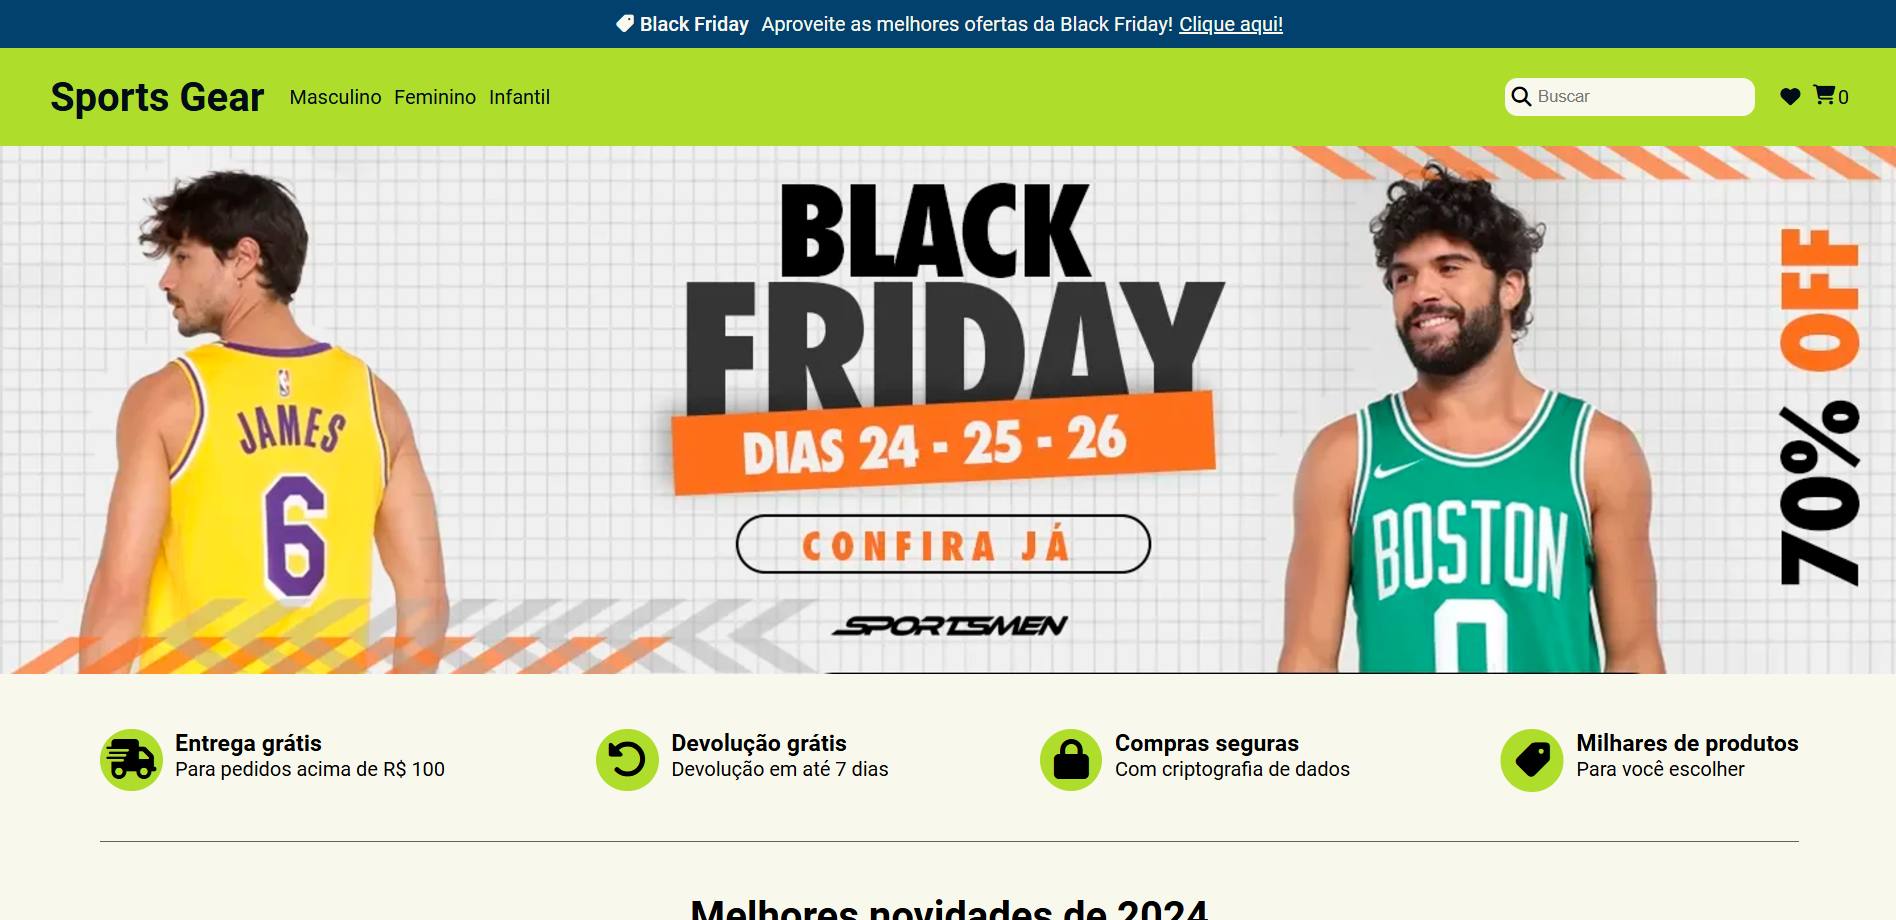 Black Friday Aproveite as melhores ofertas da Black Friday! Clique aqui!
Sports Gear Masculino Feminino Infantil Buscar 0
BLACK
FRIDAY
DIAS 24 - 25 - 26
CONFIRA JÁ
SPORTSMEN
JAMES
6
BOSTON
0
70% OFF
Entrega grátis
Para pedidos acima de R$ 100
Devolução grátis
Devolução em até 7 dias
Compras seguras
Com criptografia de dados
Milhares de produtos
Para você escolher
Melhores novidades de 2024